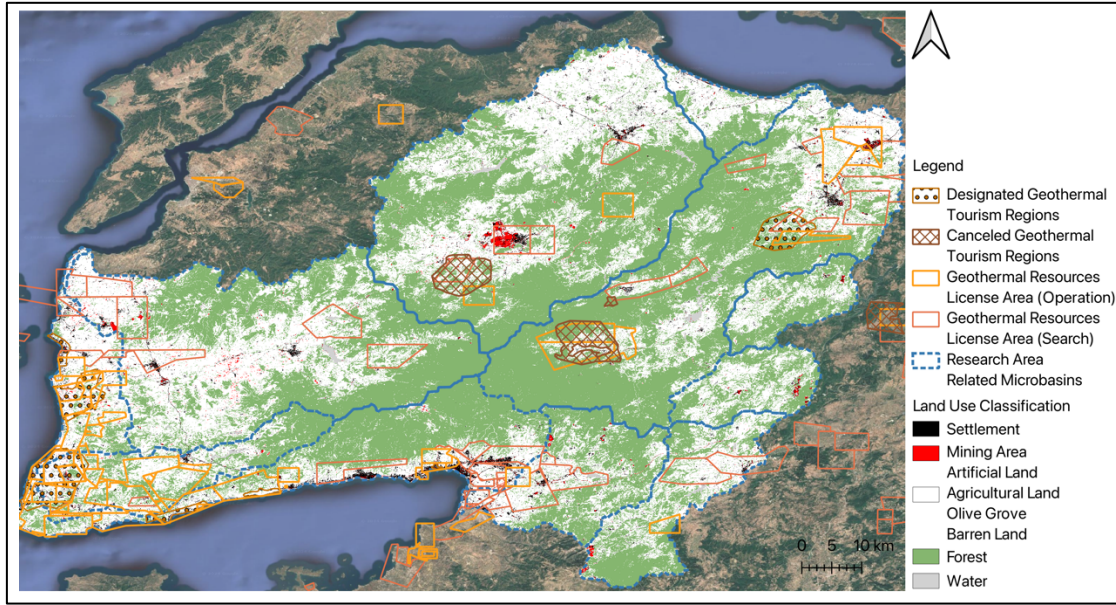 Legend
Designated Geothermal
Tourism Regions
Canceled Geothermal
Tourism Regions
Geothermal Resources
License Area (Operation)
Geothermal Resources
License Area (Search)
Research Area
Related Microbasins
Land Use Classification
Settlement
Mining Area
Artificial Land
Agricultural Land
Olive Grove
Barren Land
Forest
Water
0 5 10 km